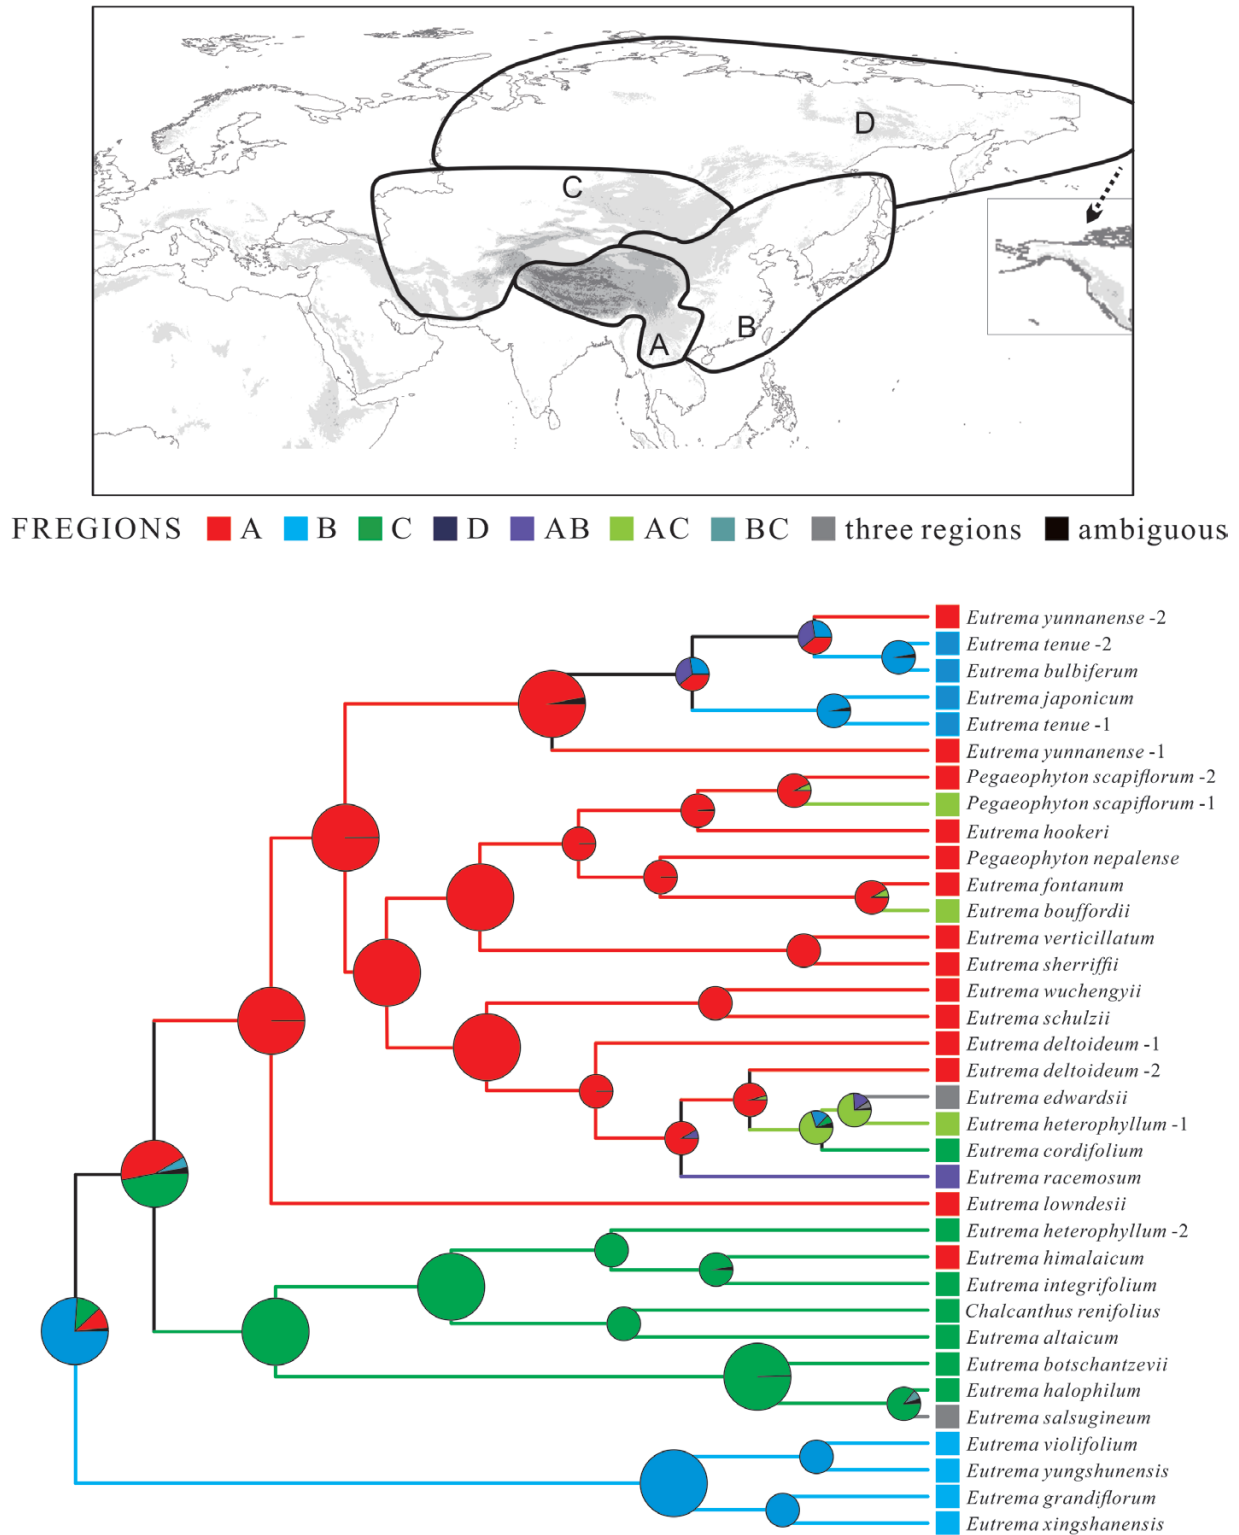 D
C
B
A
FREGIONS A B C D AB AC BC three regions ambiguous
Eutrema yunnanense -2
Eutrema tenue -2
Eutrema bulbiferum
Eutrema japonicum
Eutrema tenue -1
Eutrema yunnanense -1
Pegaeophyton scapiflorum -2
Pegaeophyton scapiflorum -1
Eutrema hookeri
Pegaeophyton nepalense
Eutrema fontanum
Eutrema bouffordii
Eutrema verticillatum
Eutrema sherriffii
Eutrema wuchengyii
Eutrema schulzii
Eutrema deltoideum -1
Eutrema deltoideum -2
Eutrema edwardsii
Eutrema heterophyllum -1
Eutrema cordifolium
Eutrema racemosum
Eutrema lowndesii
Eutrema heterophyllum -2
Eutrema himalaicum
Eutrema integrifolium
Chalcanthus renifolius
Eutrema altaicum
Eutrema botschantzevii
Eutrema halophilum
Eutrema salsugineum
Eutrema violifolium
Eutrema yungshunensis
Eutrema grandiflorum
Eutrema xingshanensis